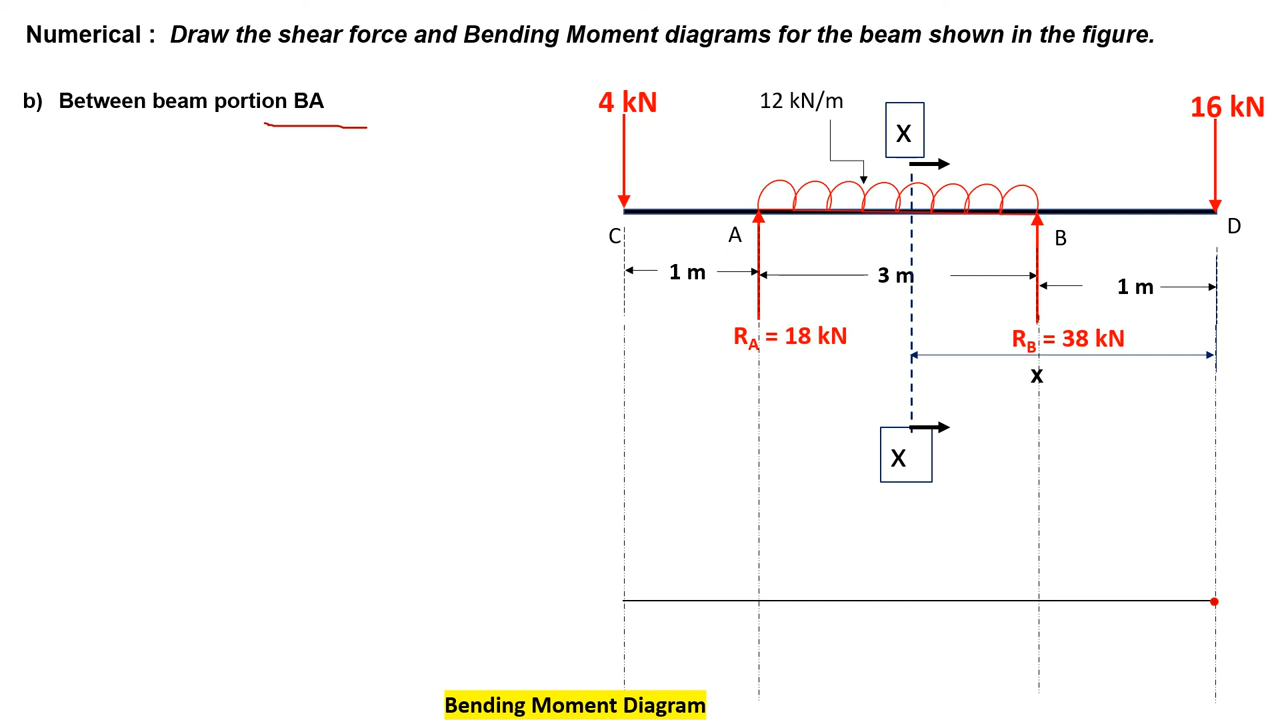 Numerical : Draw the shear force and Bending Moment diagrams for the beam shown in the figure.
b) Between beam portion BA
4 kN
12 kN/m
X
16 kN
C
A
B
D
1 m
3 m
1 m
RA = 18 kN
RB = 38 kN
x
X
Bending Moment Diagram